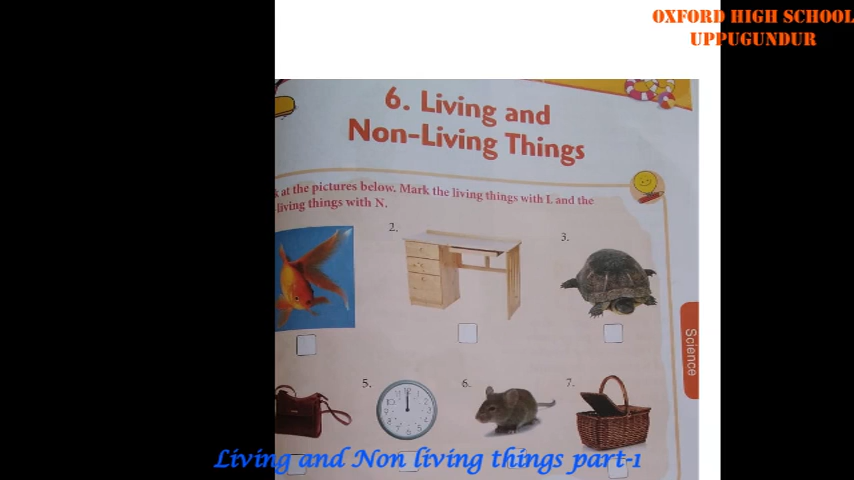 OXFORD HIGH SCHOOL
UPPUGUNDUR
6. Living and
Non-Living Things
at the pictures below. Mark the living things with L and the
living things with N.
2.
3.
Science
5.
6.
7.
Living and Non living things part-1